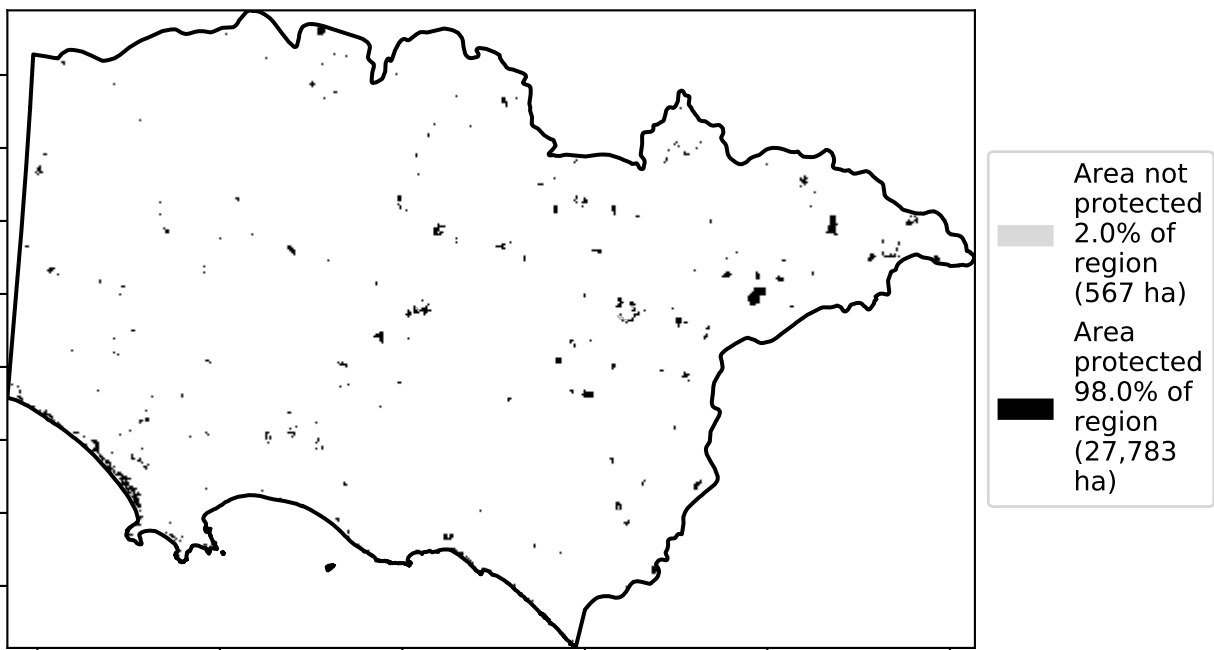 Area not
protected
2.0% of
region
(567 ha)
Area
protected
98.0% of
region
(27,783
ha)